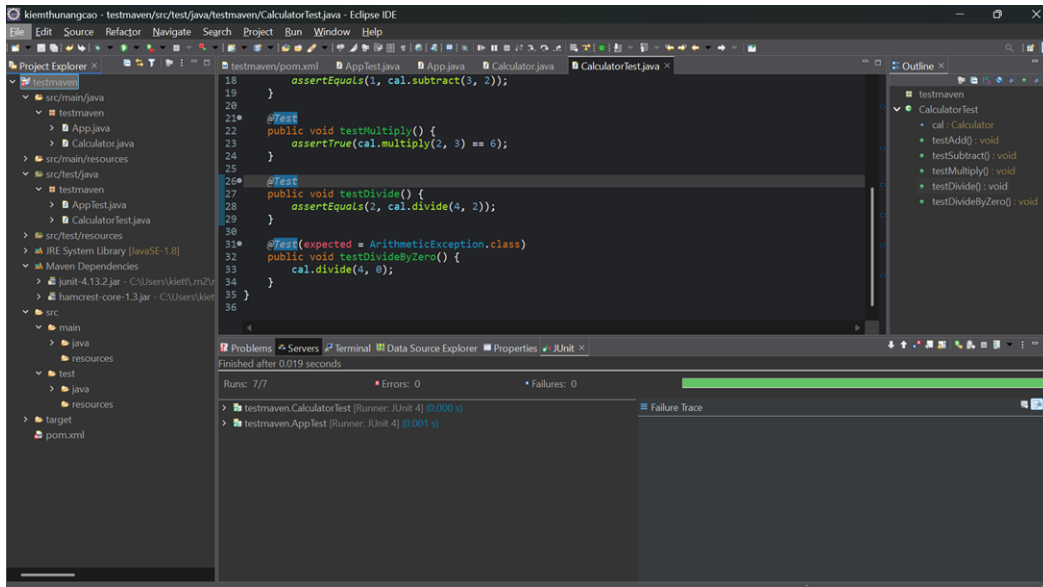 kiemthunangcao - testmaven/src/test/java/testmaven/CalculatorTest.java - Eclipse IDE
File Edit Source Refactor Navigate Search Project Run Window Help
Project Explorer
testmaven
src/main/java
testmaven
App.java
Calculator.java
src/main/resources
src/test/java
testmaven
AppTest.java
CalculatorTest.java
src/test/resources
JRE System Library [JavaSE-1.8]
Maven Dependencies
junit-4.13.2.jar - C:\Users\kiett\.m2\r
hamcrest-core-1.3.jar - C:\Users\kiet
src
main
java
resources
test
java
resources
target
pom.xml
testmaven/pom.xml AppTest.java App.java Calculator.java CalculatorTest.java
18 assertEquals(1, cal.subtract(3, 2));
19 }
20
21 @Test
22 public void testMultiply() {
23 assertTrue(cal.multiply(2, 3) == 6);
24 }
25
26 @Test
27 public void testDivide() {
28 assertEquals(2, cal.divide(4, 2));
29 }
30
31 @Test(expected = ArithmeticException.class)
32 public void testDivideByZero() {
33 cal.divide(4, 0);
34 }
35 }
36
Outline
testmaven
CalculatorTest
cal : Calculator
testAdd() : void
testSubtract() : void
testMultiply() : void
testDivide() : void
testDivideByZero() : void
Problems Servers Terminal Data Source Explorer Properties JUnit
Finished after 0.019 seconds
Runs: 7/7 Errors: 0 Failures: 0
testmaven.CalculatorTest [Runner: JUnit 4] (0.000 s)
testmaven.AppTest [Runner: JUnit 4] (0.001 s)
Failure Trace